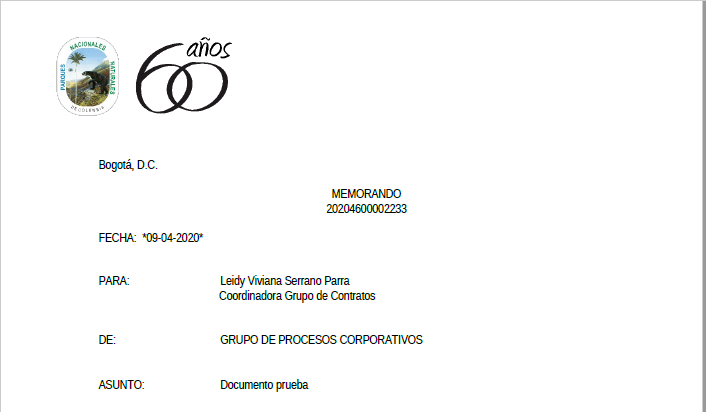 PARQUES NACIONALES NATURALES
DE COLOMBIA
60 años
Bogotá, D.C.
MEMORANDO
20204600002233
FECHA: *09-04-2020*
PARA: Leidy Viviana Serrano Parra
Coordinadora Grupo de Contratos
DE: GRUPO DE PROCESOS CORPORATIVOS
ASUNTO: Documento prueba